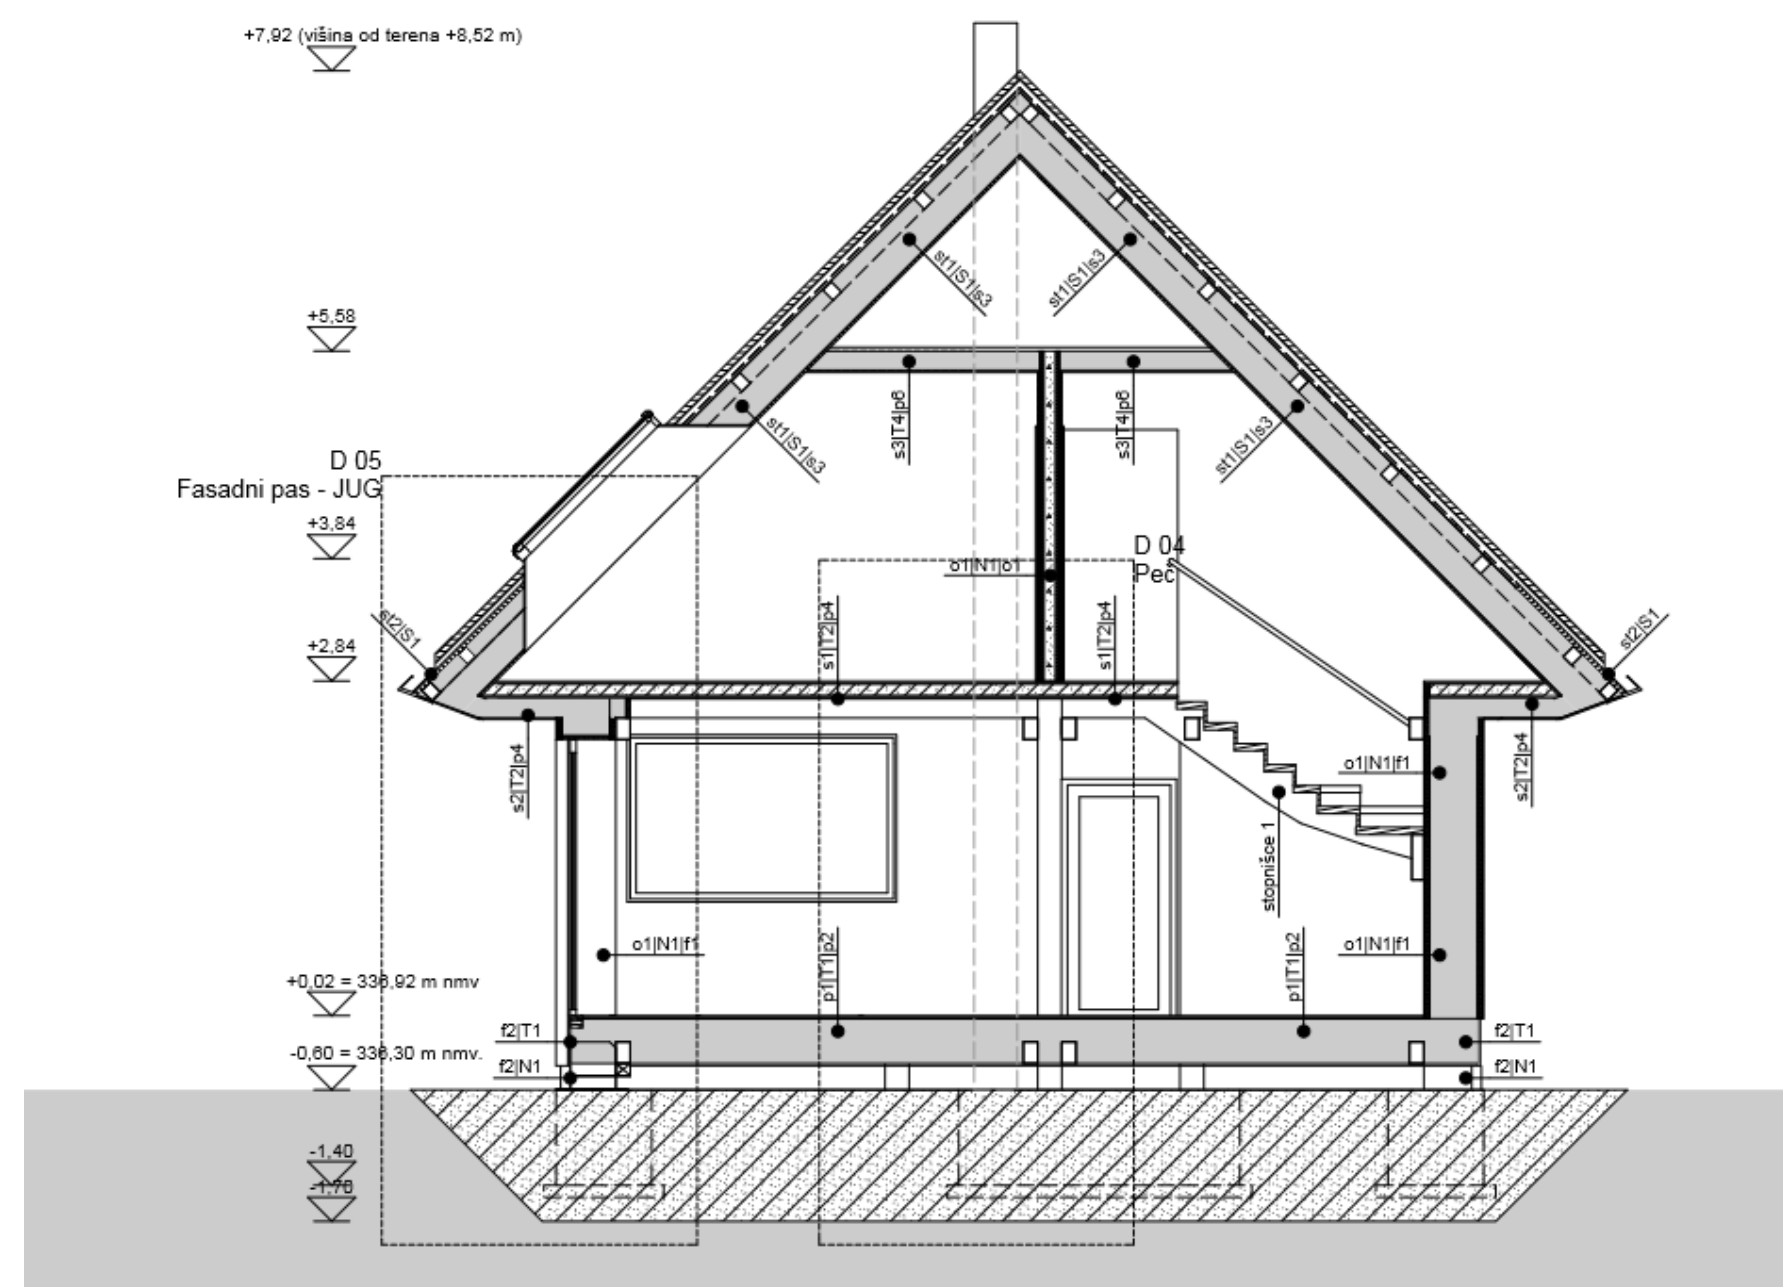 +7,92 (višina od terena +8,52 m)
st1|S1|s3
st1|S1|s3
+5,58
s3|T4|p6
s3|T4|p6
st1|S1|s3
st1|S1|s3
D 05
Fasadni pas - JUG
+3,84
D 04
Peč
o1|N1|o1
st2|S1
s1|T2|p4
s1|T2|p4
st2|S1
+2,84
s2|T2|p4
s2|T2|p4
o1|N1|f1
stopnišce 1
o1|N1|f1
p1|T1|p2
p1|T1|p2
o1|N1|f1
+0,02 = 336,92 m nmv
f2|T1
f2|T1
-0,60 = 336,30 m nmv.
f2|N1
f2|N1
-1,40
-1,70